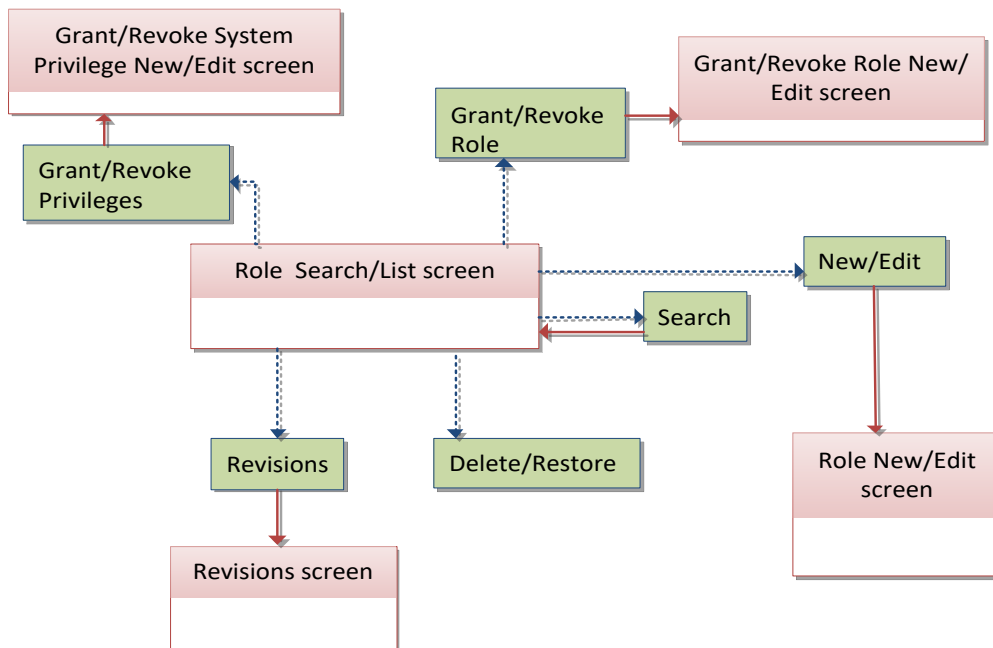 Grant/Revoke System
Privilege New/Edit screen
Grant/Revoke Role New/
Edit screen
Grant/Revoke
Role
Grant/Revoke
Privileges
Role  Search/List screen
New/Edit
Search
Revisions
Delete/Restore
Role New/Edit
screen
Revisions screen